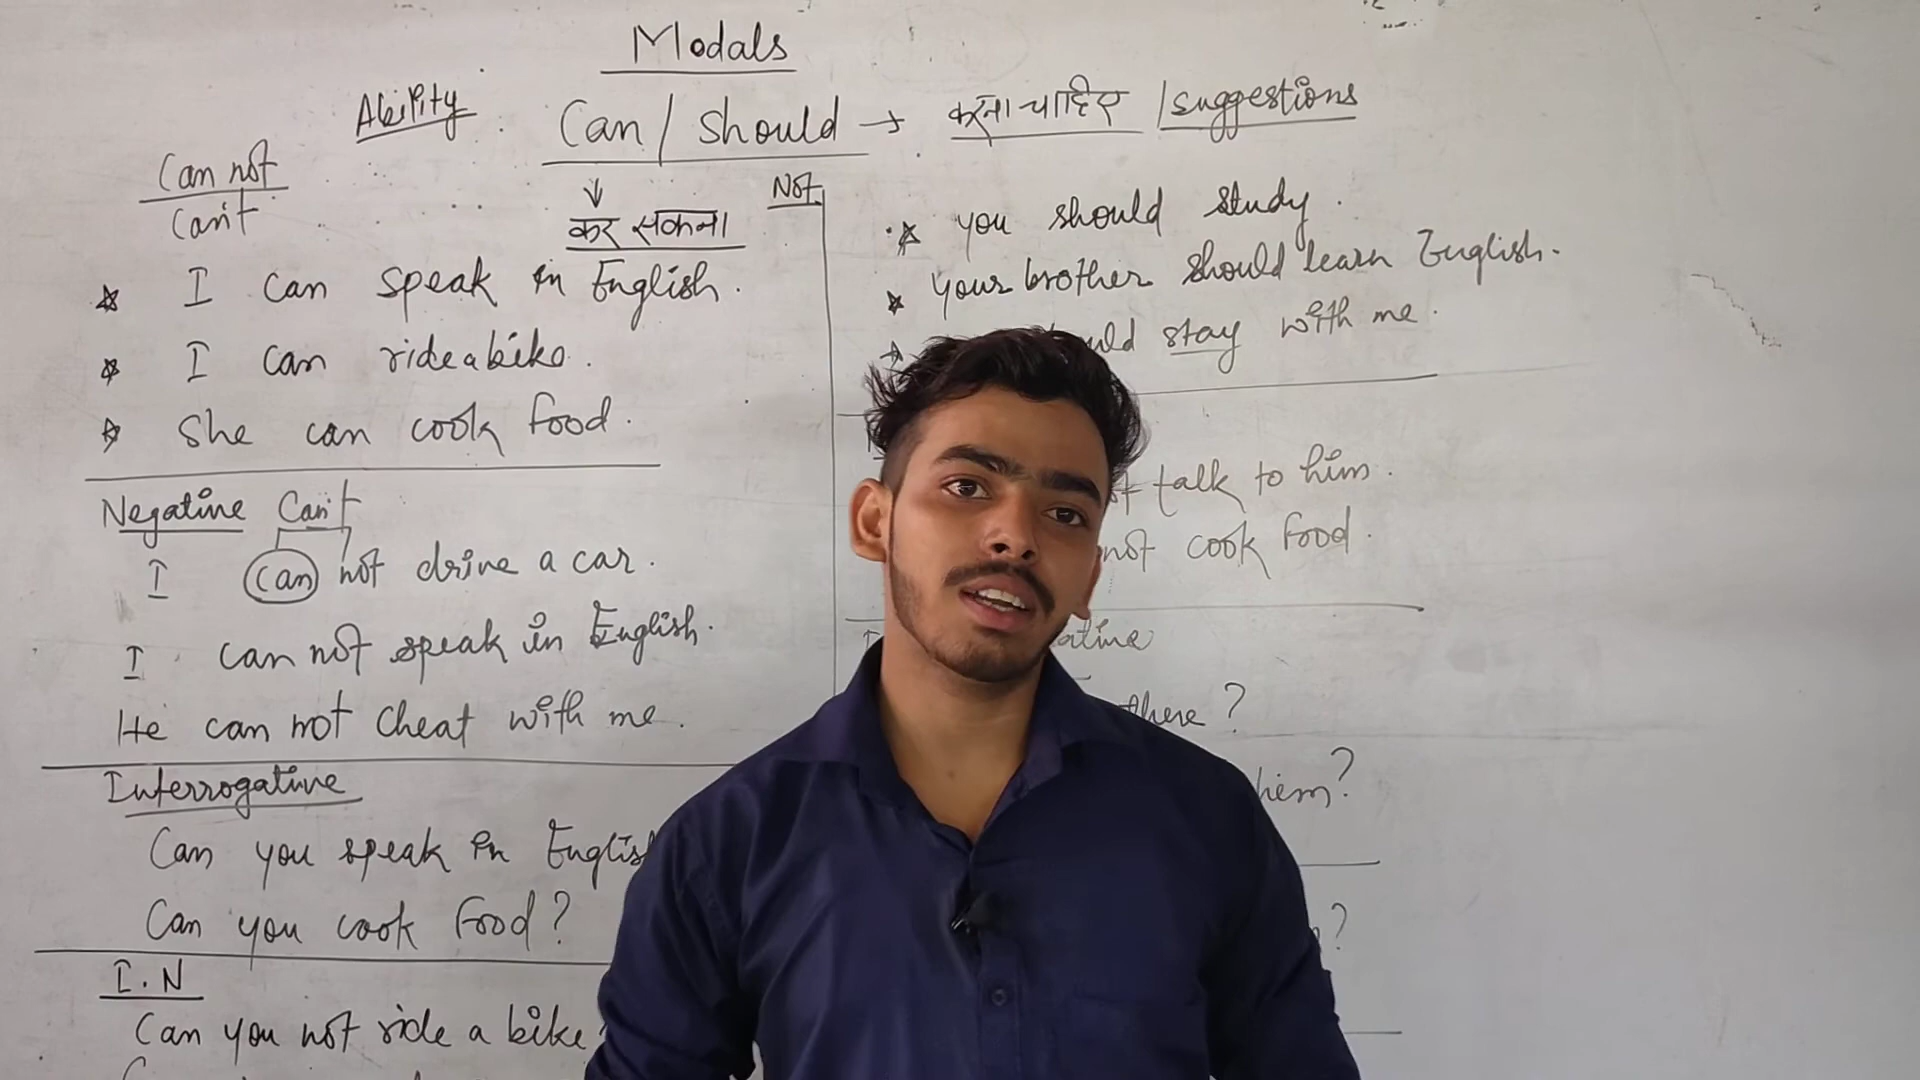 Modals
Ability Can / Should → करना चाहिए / suggestions
Can not
Can't
↓
कर सकना
Not
I can speak in English.
I can ride a bike.
She can cook food.
Negative Can't
I can not drive a car.
I can not speak in English.
He can not cheat with me.
Interrogative
Can you speak in English
Can you cook food?
I.N
Can you not ride a bike
you should study.
your brother should learn English.
stay with me.
talk to him.
not cook food.
there?
him?